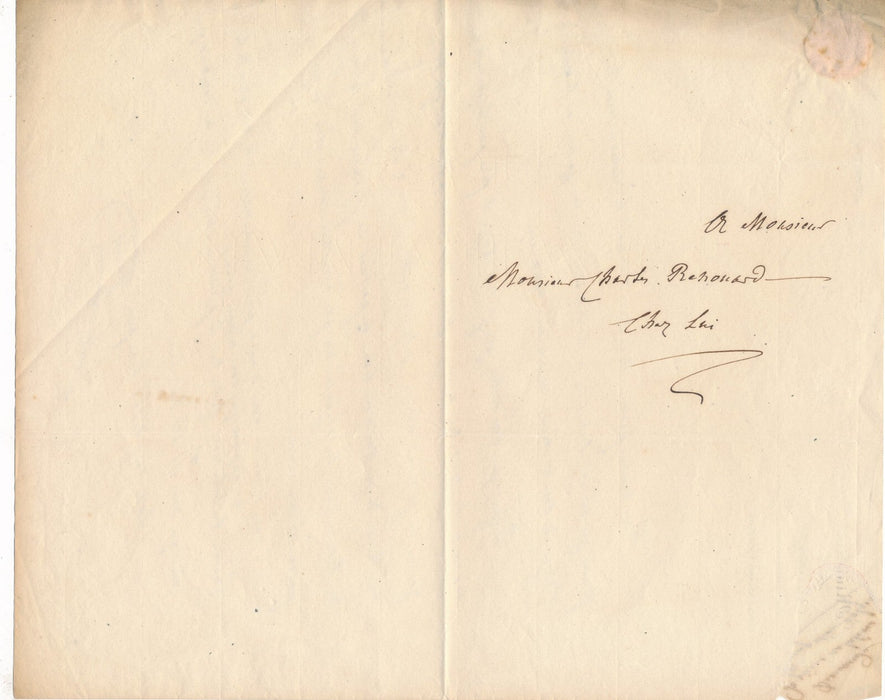 A Monsieur
Monsieur Charles Renouard
Chez Lui